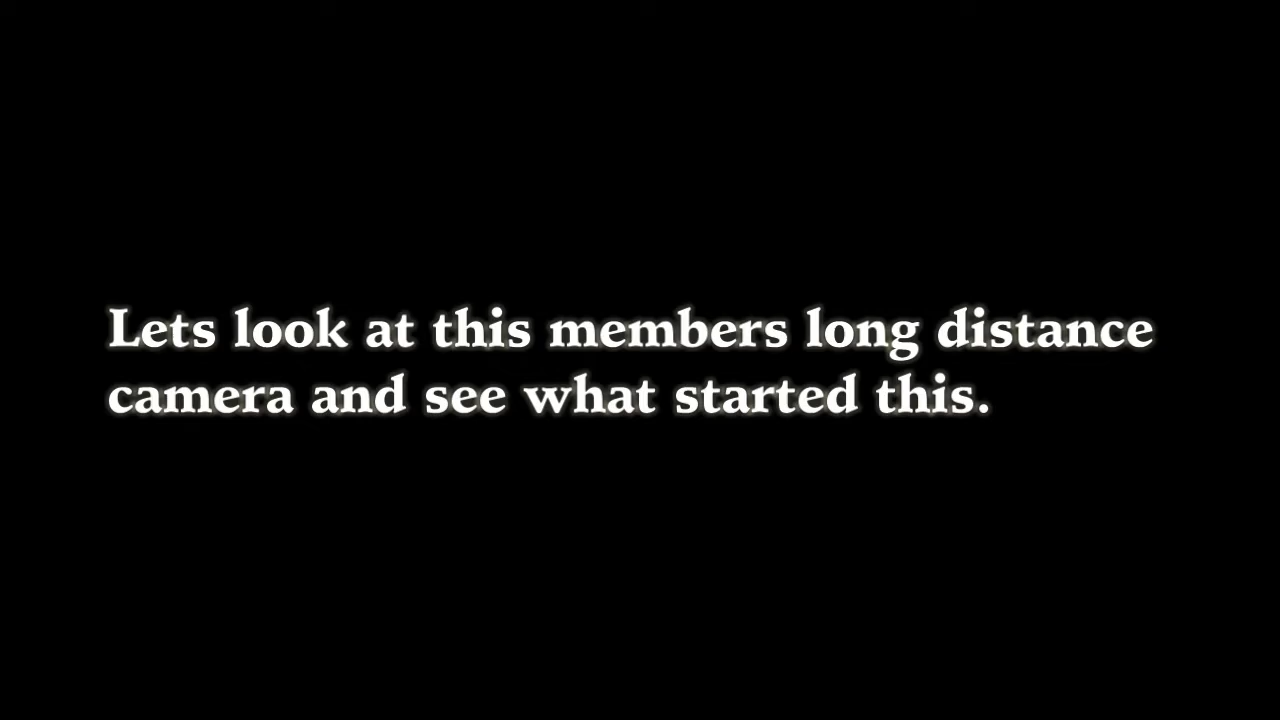 Lets look at this members long distance
camera and see what started this.